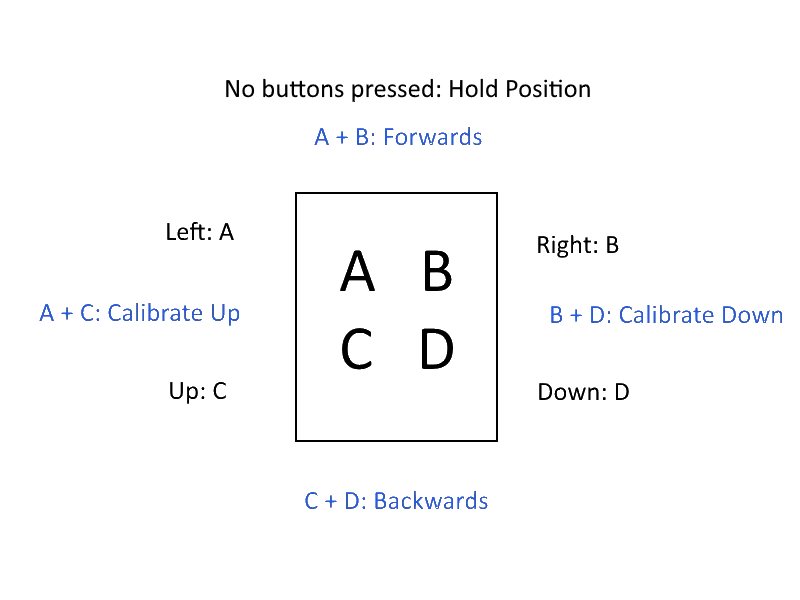 No buttons pressed: Hold Position
A + B: Forwards
Left: A
Right: B
A B
A + C: Calibrate Up
B + D: Calibrate Down
C D
Up: C
Down: D
C + D: Backwards